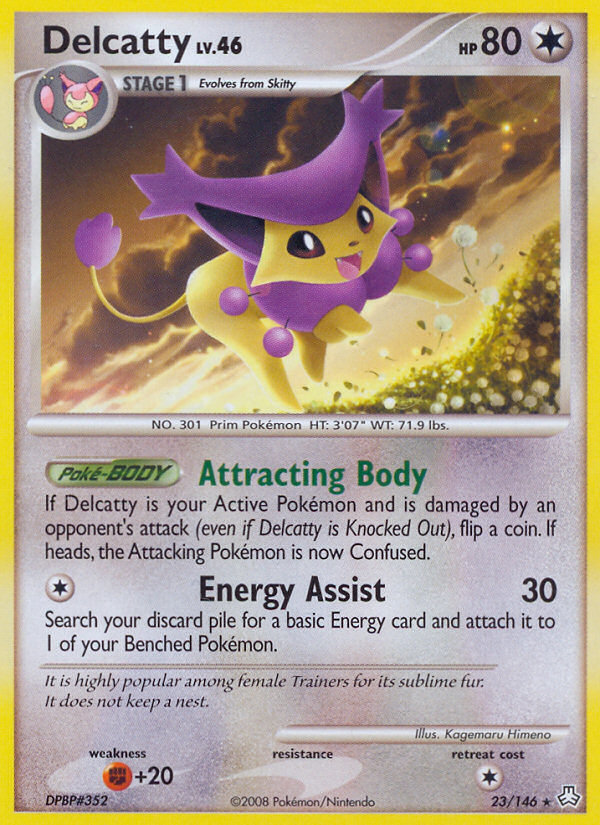 Delcatty LV.46
HP 80
STAGE 1 Evolves from Skitty
NO. 301 Prim Pokémon HT: 3'07" WT: 71.9 lbs.
Poké-BODY Attracting Body
If Delcatty is your Active Pokémon and is damaged by an
opponent's attack (even if Delcatty is Knocked Out), flip a coin. If
heads, the Attacking Pokémon is now Confused.
Energy Assist 30
Search your discard pile for a basic Energy card and attach it to
1 of your Benched Pokémon.
It is highly popular among female Trainers for its sublime fur.
It does not keep a nest.
Illus. Kagemaru Himeno
weakness resistance retreat cost
+20
DPBP#352 ©2008 Pokémon/Nintendo 23/146 ★